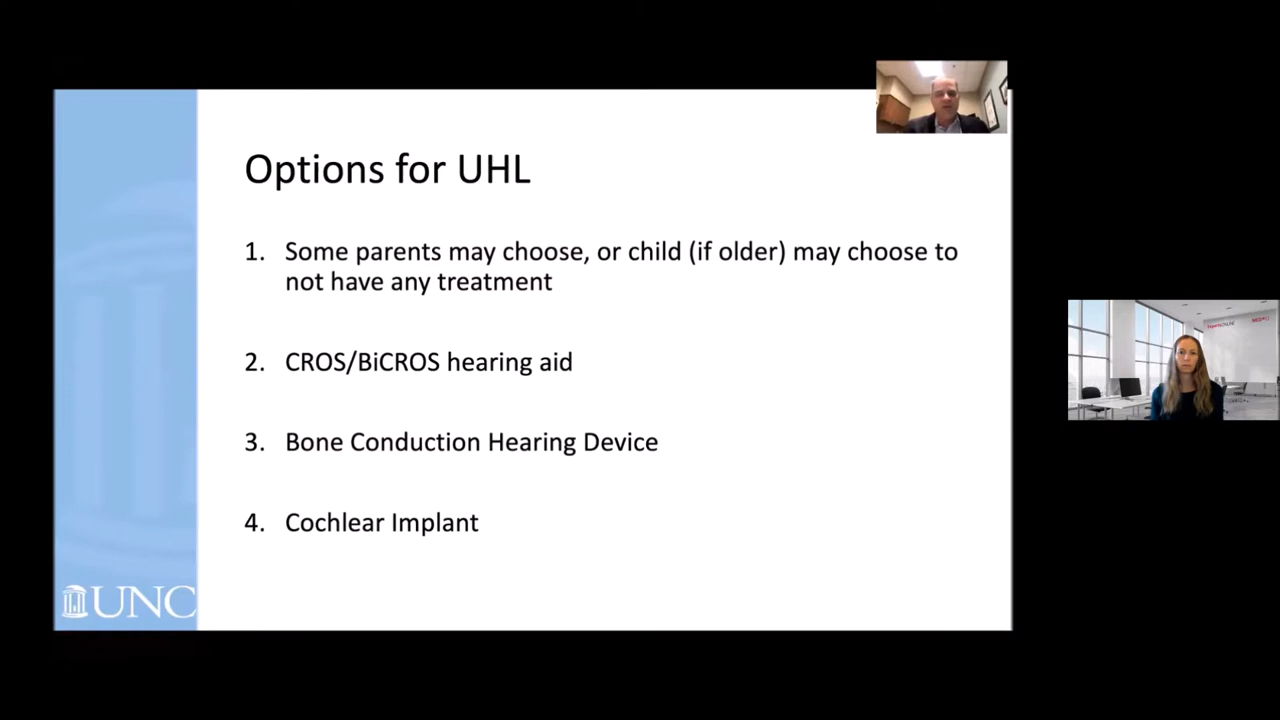 Options for UHL
1. Some parents may choose, or child (if older) may choose to
not have any treatment
2. CROS/BiCROS hearing aid
3. Bone Conduction Hearing Device
4. Cochlear Implant
UNC